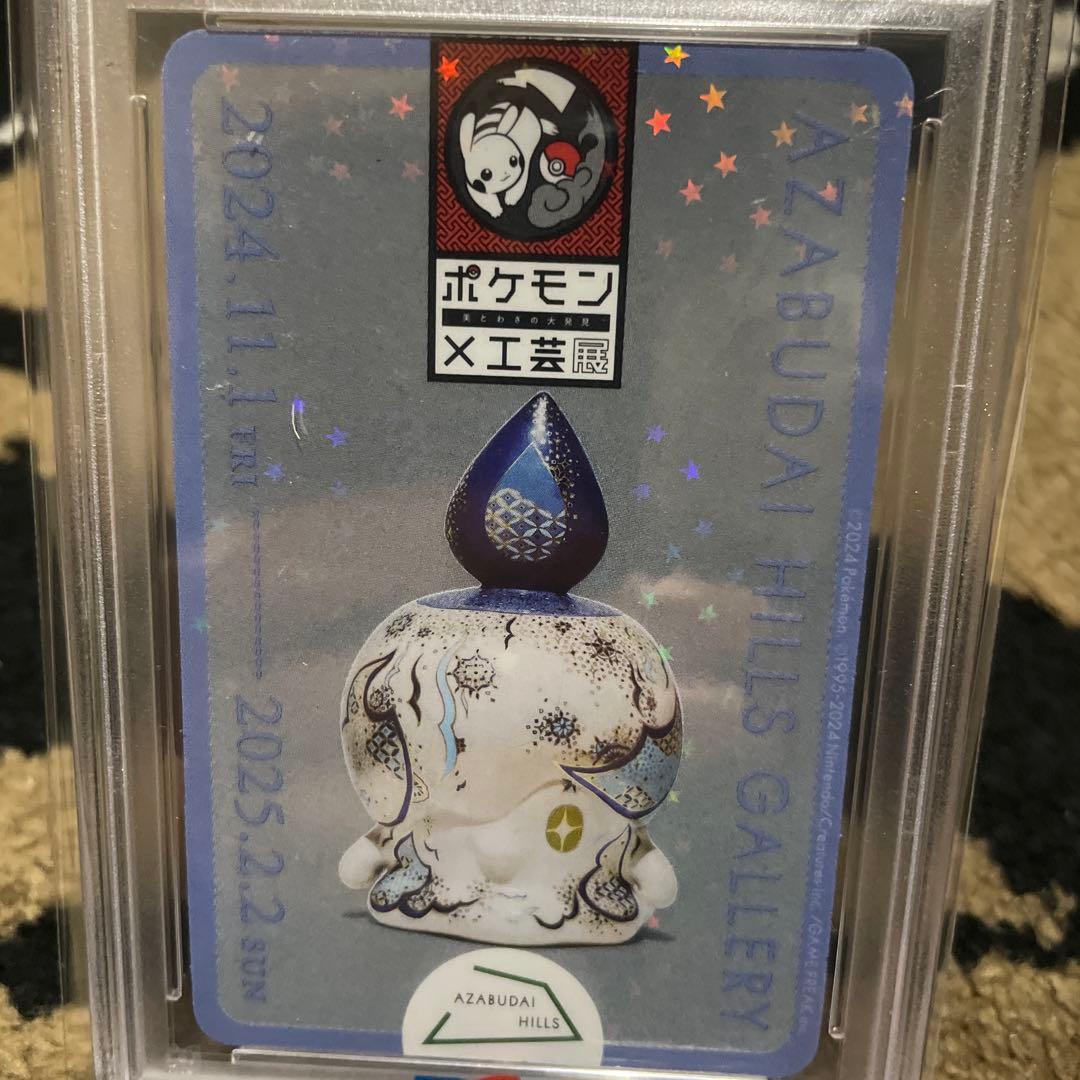 ポケモン
美とわざの大発見
×工芸展
2024.11.1 FRI ―――― 2025.2.2 SUN
AZABUDAI HILLS GALLERY
©2024 Pokémon. ©1995-2024 Nintendo/Creatures Inc./GAME FREAK inc.
AZABUDAI
HILLS